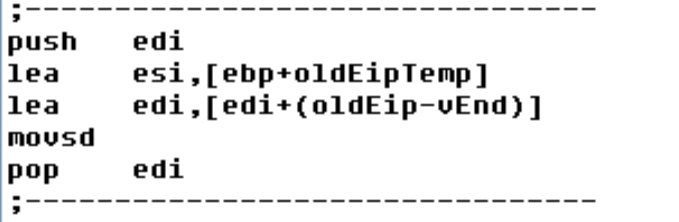 ;---------------------------------
push    edi
lea     esi,[ebp+oldEipTemp]
lea     edi,[edi+(oldEip-vEnd)]
movsd
pop     edi
;---------------------------------